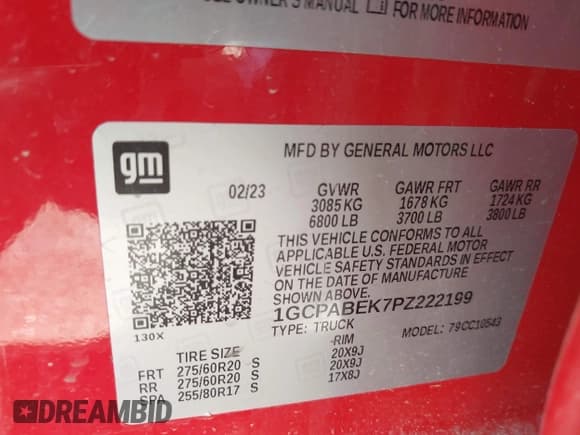 OWNER'S MANUAL FOR MORE INFORMATION
gm
MFD BY GENERAL MOTORS LLC
02/23 GVWR GAWR FRT GAWR RR
3085 KG 1678 KG 1724 KG
6800 LB 3700 LB 3800 LB
THIS VEHICLE CONFORMS TO ALL
APPLICABLE U.S. FEDERAL MOTOR
VEHICLE SAFETY STANDARDS IN EFFECT
ON THE DATE OF MANUFACTURE
SHOWN ABOVE.
1GCPABEK7PZ222199
TYPE: TRUCK MODEL: 79CC10543
130X
TIRE SIZE RIM
FRT 275/60R20 S 20X9J
RR 275/60R20 S 20X9J
SPA 255/80R17 S 17X8J
DREAMBID